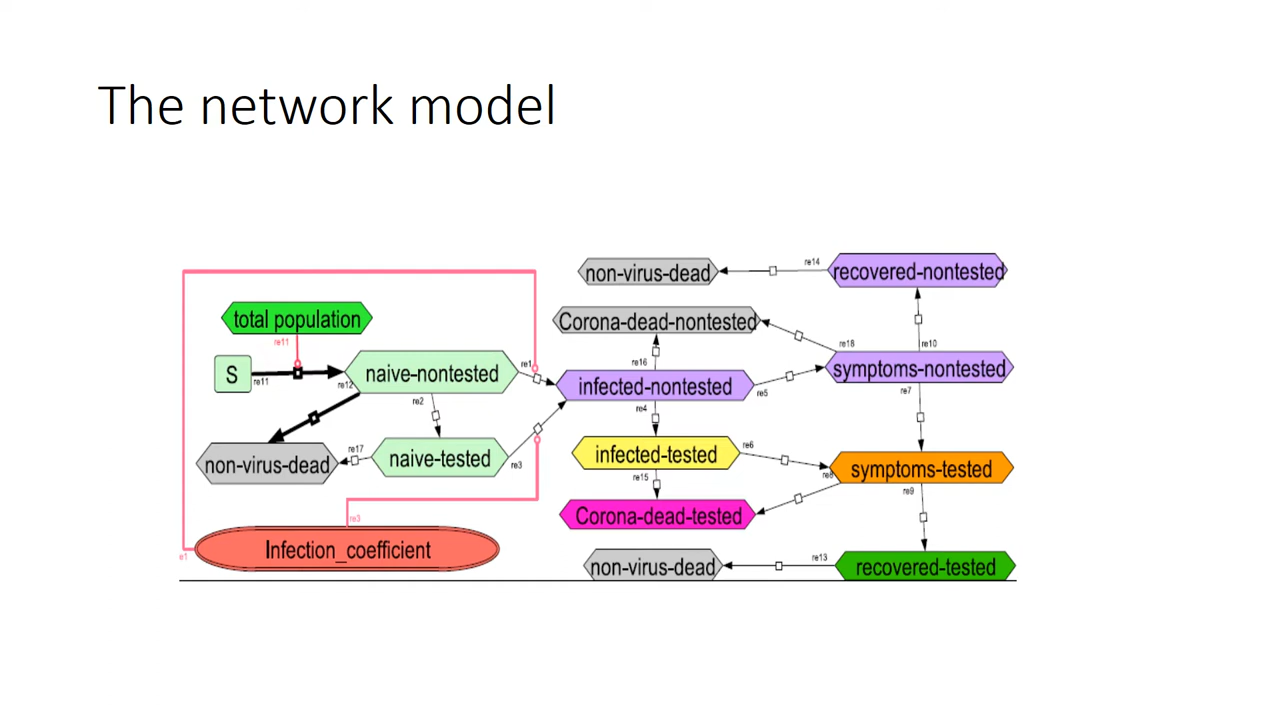 The network model
non-virus-dead
re14
recovered-nontested
total population
re11
Corona-dead-nontested
re18
re10
S
re11
re12
naive-nontested
re1
re16
infected-nontested
re5
symptoms-nontested
re7
re2
re4
non-virus-dead
re17
naive-tested
re3
infected-tested
re6
re8
symptoms-tested
re15
re9
Corona-dead-tested
re3
e1
Infection_coefficient
non-virus-dead
re13
recovered-tested